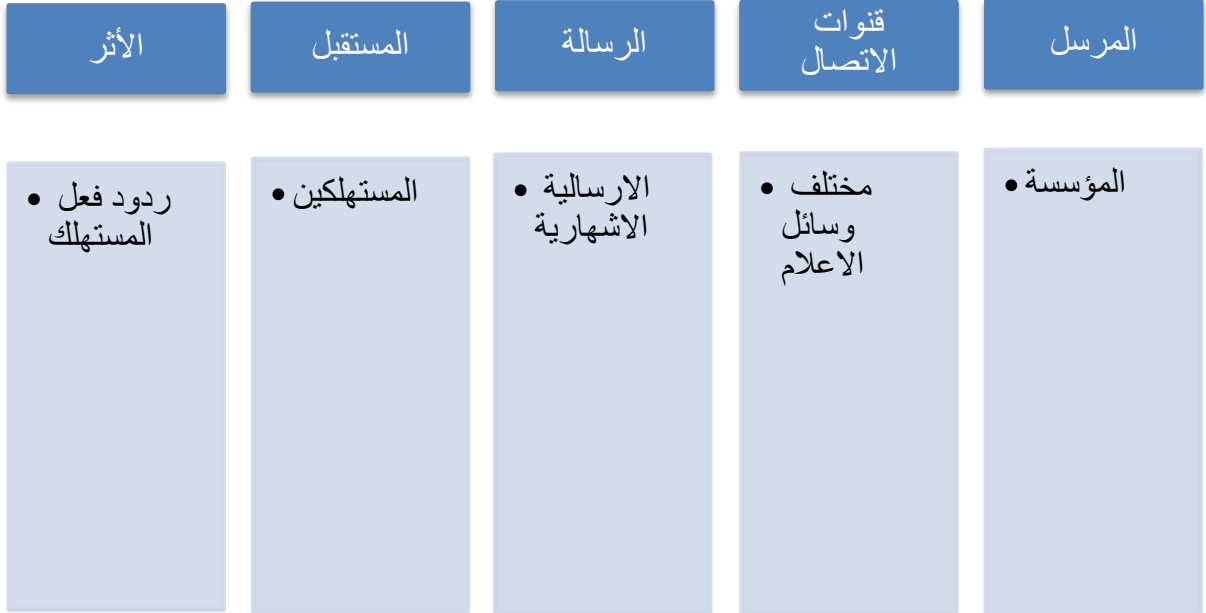 المرسل
قنوات
الاتصال
الرسالة
المستقبل
الأثر
• المؤسسة
• مختلف
وسائل
الاعلام
• الارسالية
الاشهارية
• المستهلكين
• ردود فعل
المستهلك